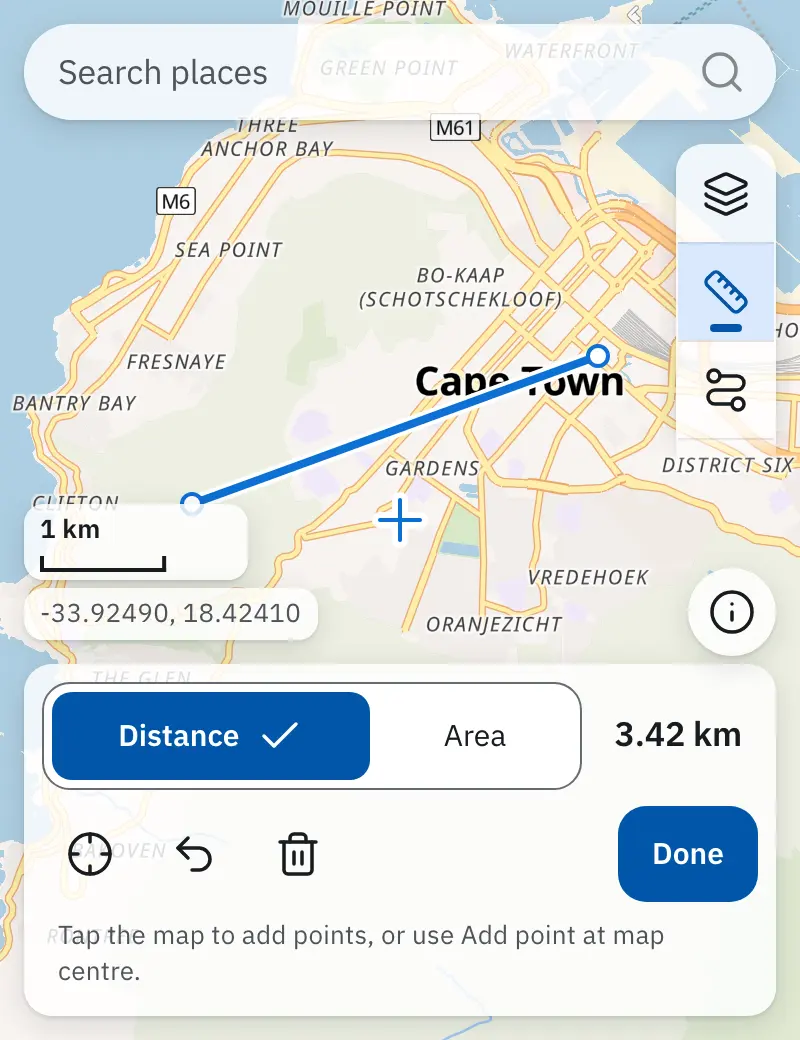 MOUILLE POINT
Search places
WATERFRONT
GREEN POINT
THREE
ANCHOR BAY
M61
M6
SEA POINT
BO-KAAP
(SCHOTSCHEKLOOF)
FRESNAYE
Cape Town
BANTRY BAY
GARDENS
DISTRICT SIX
CLIFTON
1 km
VREDEHOEK
-33.92490, 18.42410
ORANJEZICHT
THE GLEN
Distance
Area
3.42 km
BAKOVEN
Done
Tap the map to add points, or use Add point at map
centre.